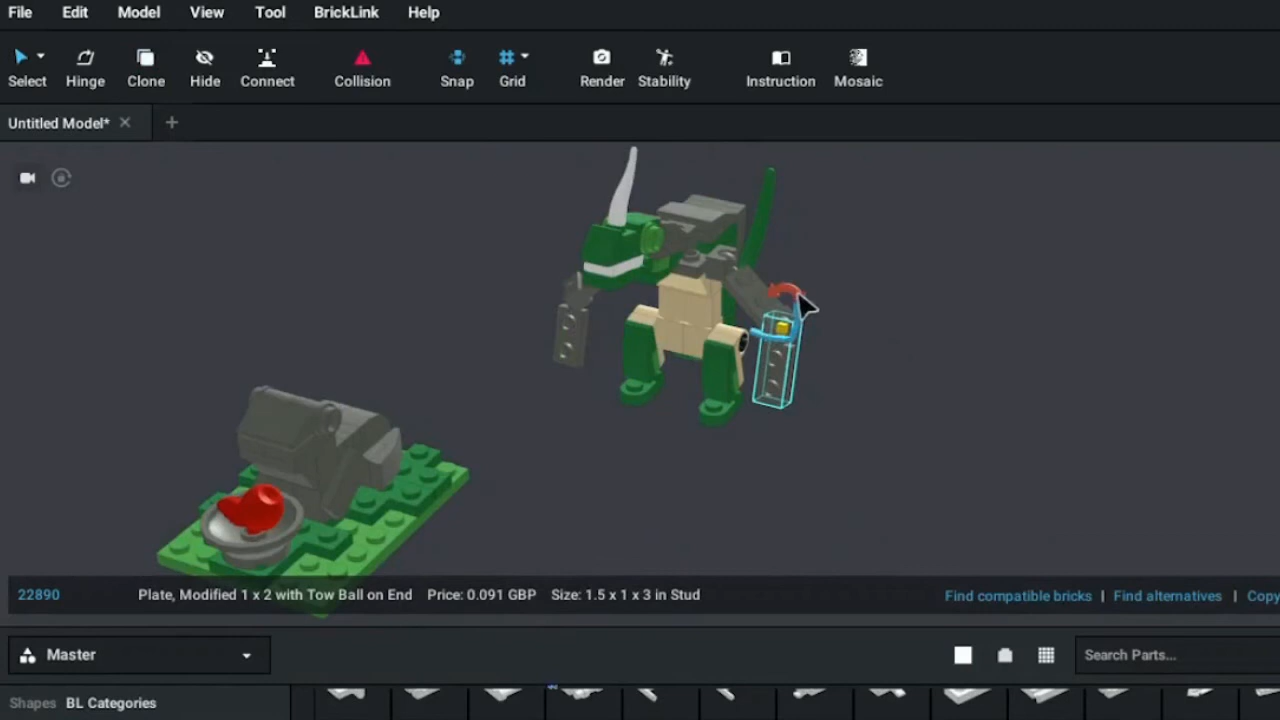 File Edit Model View Tool BrickLink Help
Select Hinge Clone Hide Connect Collision Snap Grid Render Stability Instruction Mosaic
Untitled Model*
22890 Plate, Modified 1 x 2 with Tow Ball on End Price: 0.091 GBP Size: 1.5 x 1 x 3 in Stud Find compatible bricks | Find alternatives | Copy
Master Search Parts...
Shapes BL Categories